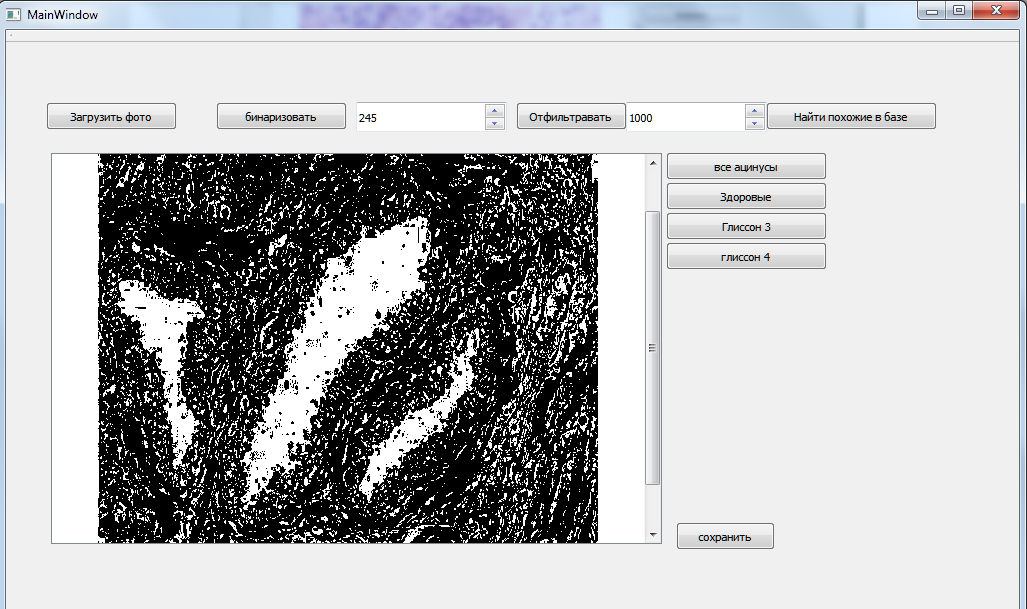 MainWindow
Загрузить фото
бинаризовать
245
Отфильтравать
1000
Найти похожие в базе
все ацинусы
Здоровые
Глиссон 3
глиссон 4
сохранить